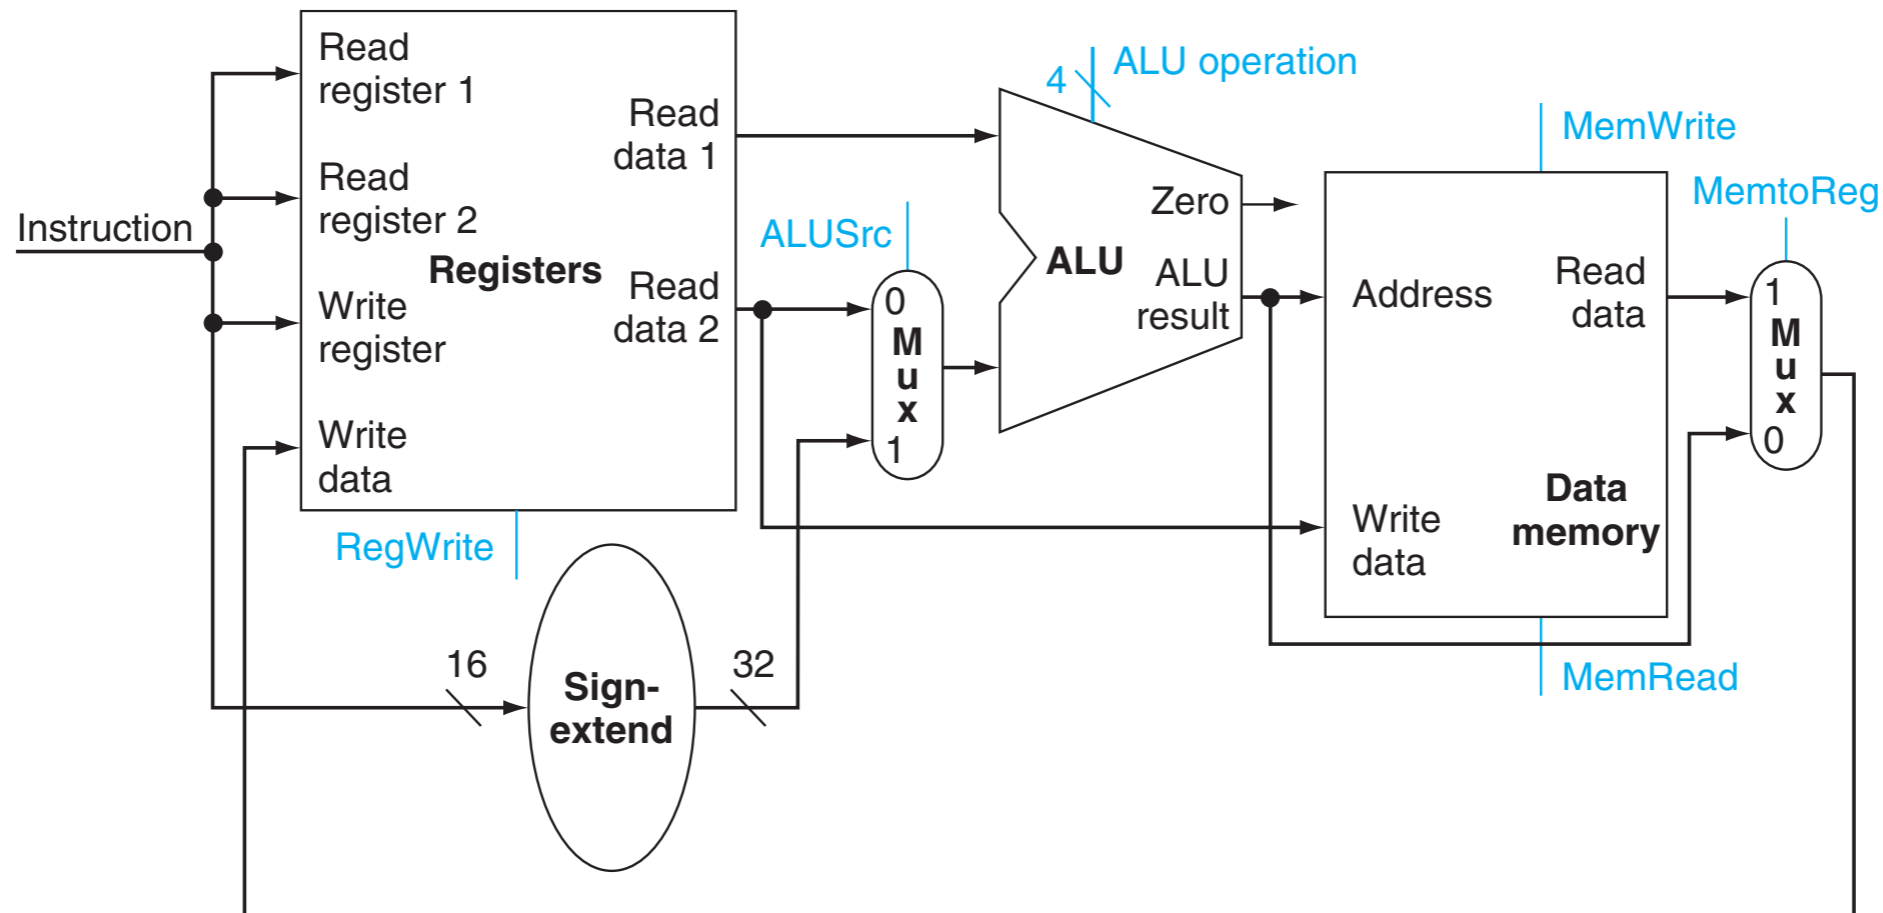 Instruction
Read
register 1
Read
register 2
Write
register
Write
data
Registers
Read
data 1
Read
data 2
RegWrite
16
Sign-
extend
32
ALUSrc
0
M
u
x
1
4
ALU operation
ALU
Zero
ALU
result
MemWrite
Address
Read
data
Write
data
Data
memory
MemRead
MemtoReg
1
M
u
x
0